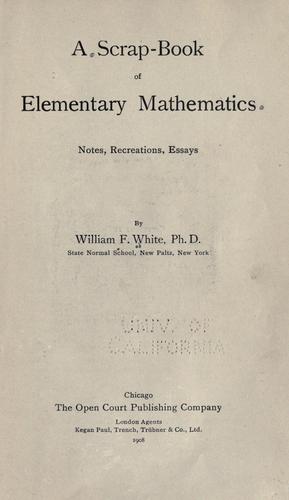 A Scrap-Book
of
Elementary Mathematics
Notes, Recreations, Essays
By
William F. White, Ph. D.
State Normal School, New Paltz, New York
UNIV. OF
CALIFORNIA
Chicago
The Open Court Publishing Company
London Agents
Kegan Paul, Trench, Trübner & Co., Ltd.
1908